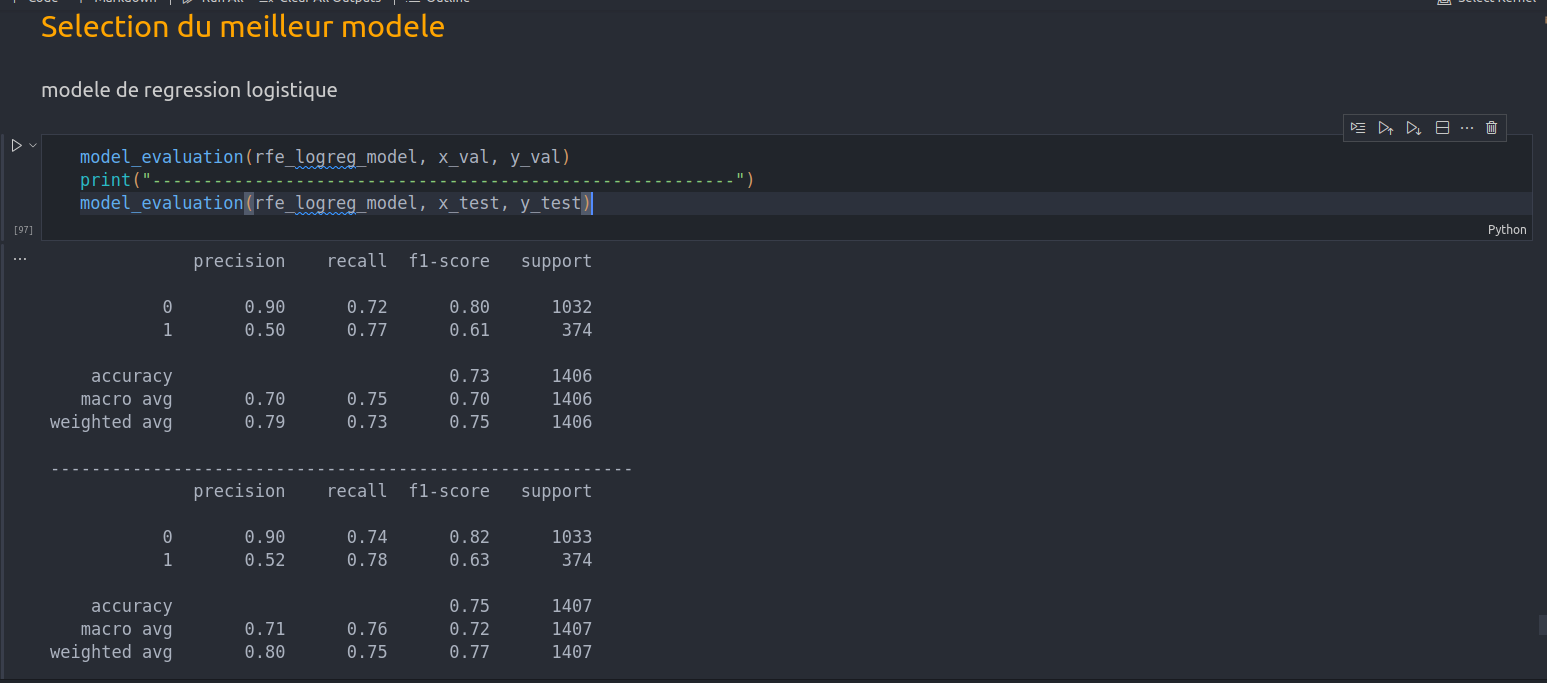 Code Markdown Run All Clear All Outputs Outline Select Kernel
Selection du meilleur modele
modele de regression logistique
model_evaluation(rfe_logreg_model, x_val, y_val)
print("---------------------------------------------------------")
model_evaluation(rfe_logreg_model, x_test, y_test)
[97]
Python
precision recall f1-score support
0 0.90 0.72 0.80 1032
1 0.50 0.77 0.61 374
accuracy 0.73 1406
macro avg 0.70 0.75 0.70 1406
weighted avg 0.79 0.73 0.75 1406
---------------------------------------------------------
precision recall f1-score support
0 0.90 0.74 0.82 1033
1 0.52 0.78 0.63 374
accuracy 0.75 1407
macro avg 0.71 0.76 0.72 1407
weighted avg 0.80 0.75 0.77 1407